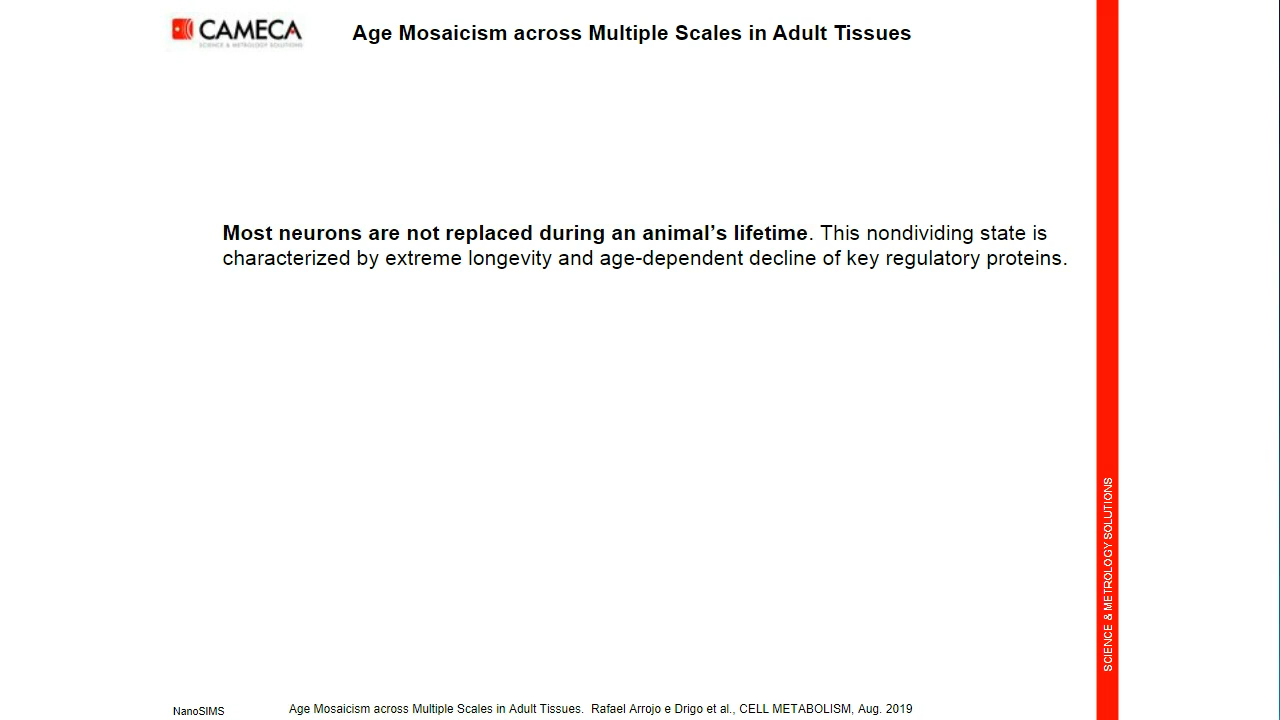 CAMECA
SCIENCE & METROLOGY SOLUTIONS
Age Mosaicism across Multiple Scales in Adult Tissues
Most neurons are not replaced during an animal’s lifetime. This nondividing state is
characterized by extreme longevity and age-dependent decline of key regulatory proteins.
SCIENCE & METROLOGY SOLUTIONS
NanoSIMS
Age Mosaicism across Multiple Scales in Adult Tissues. Rafael Arrojo e Drigo et al., CELL METABOLISM, Aug. 2019